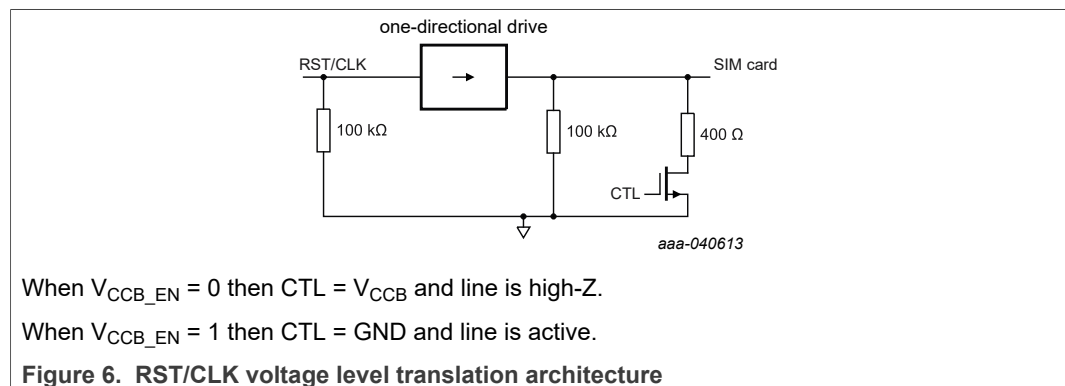 one-directional drive
RST/CLK
SIM card
100 kΩ
100 kΩ
400 Ω
CTL
aaa-040613
When V_CCB_EN = 0 then CTL = V_CCB and line is high-Z.
When V_CCB_EN = 1 then CTL = GND and line is active.
Figure 6. RST/CLK voltage level translation architecture